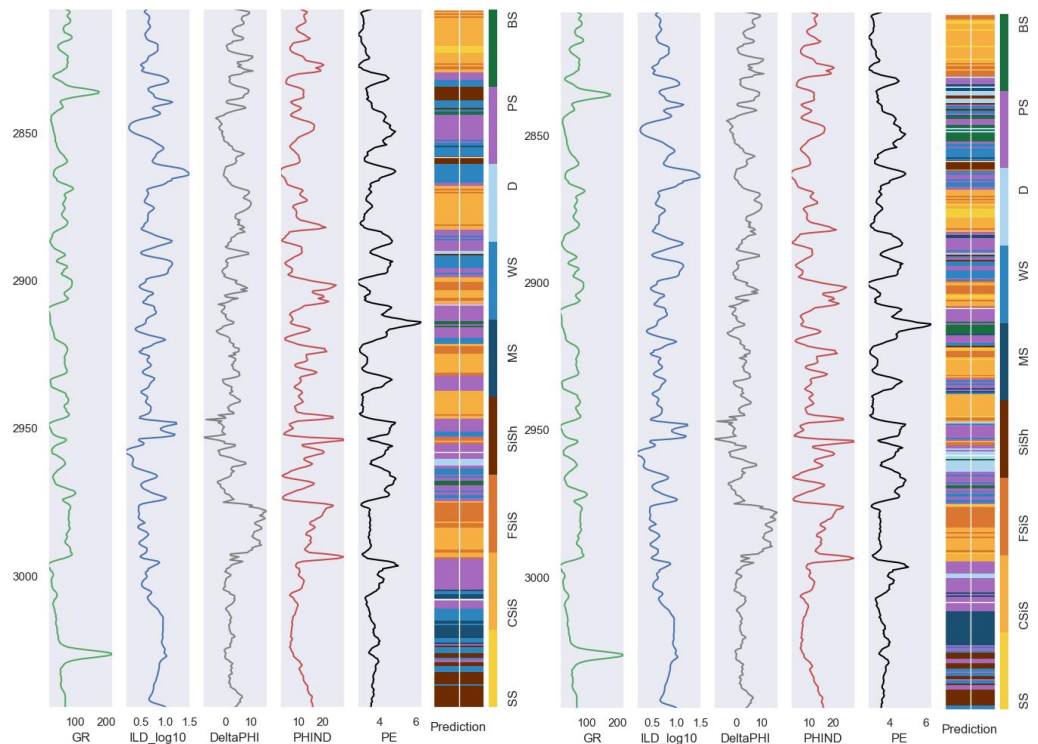 BS
PS
D
WS
MS
SiSh
FSiS
CSiS
SS
2850
2900
2950
3000
100 200
0.5 1.0 1.5
0 10
10 20
4 6
GR
ILD_log10
DeltaPHI
PHIND
PE
Prediction
BS
PS
D
WS
MS
SiSh
FSiS
CSiS
SS
2850
2900
2950
3000
100 200
0.5 1.0 1.5
0 10
10 20
4 6
GR
ILD_log10
DeltaPHI
PHIND
PE
Prediction